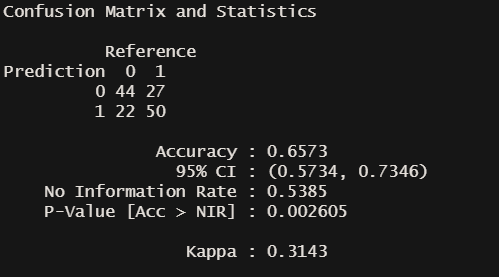 Confusion Matrix and Statistics
Reference
Prediction 0 1
0 44 27
1 22 50
Accuracy : 0.6573
95% CI : (0.5734, 0.7346)
No Information Rate : 0.5385
P-Value [Acc > NIR] : 0.002605
Kappa : 0.3143